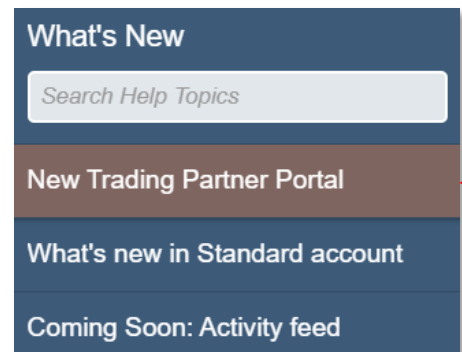 What's New
Search Help Topics
New Trading Partner Portal
What's new in Standard account
Coming Soon: Activity feed